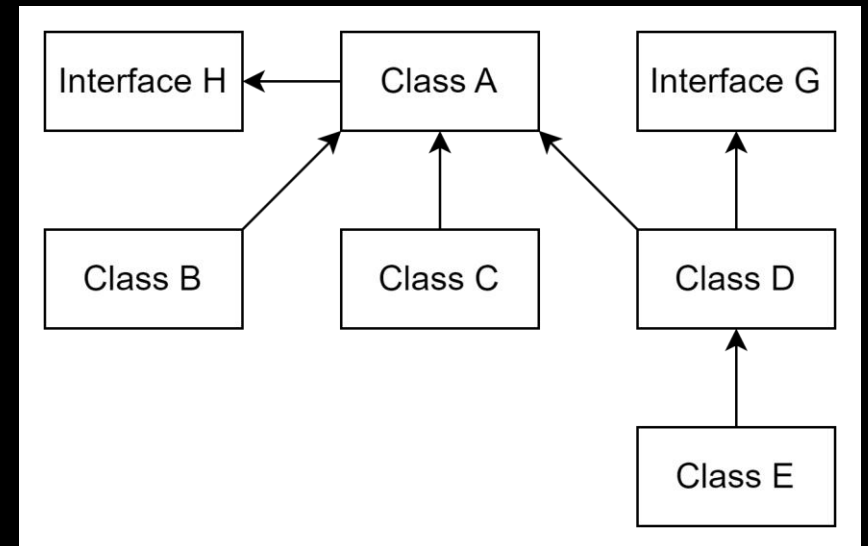 Interface H
Class A
Interface G
Class B
Class C
Class D
Class E